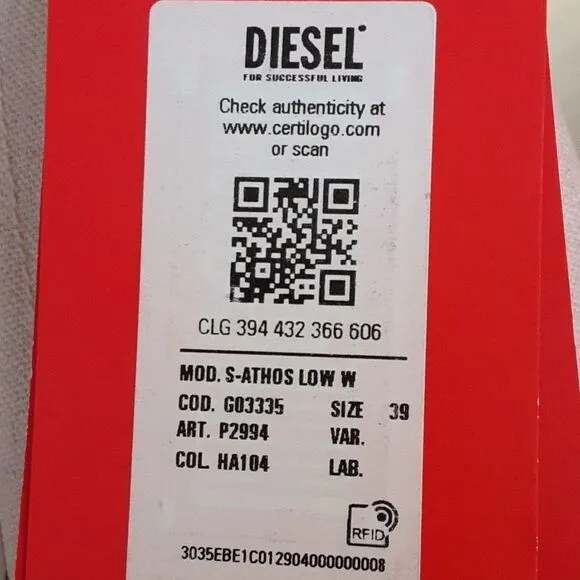 DIESEL
FOR SUCCESSFUL LIVING
Check authenticity at
www.certilogo.com
or scan
CLG 394 432 366 606
MOD. S-ATHOS LOW W
COD. G03335 SIZE 39
ART. P2994 VAR.
COL. HA104 LAB.
RFID
3035EBE1C012904000000008